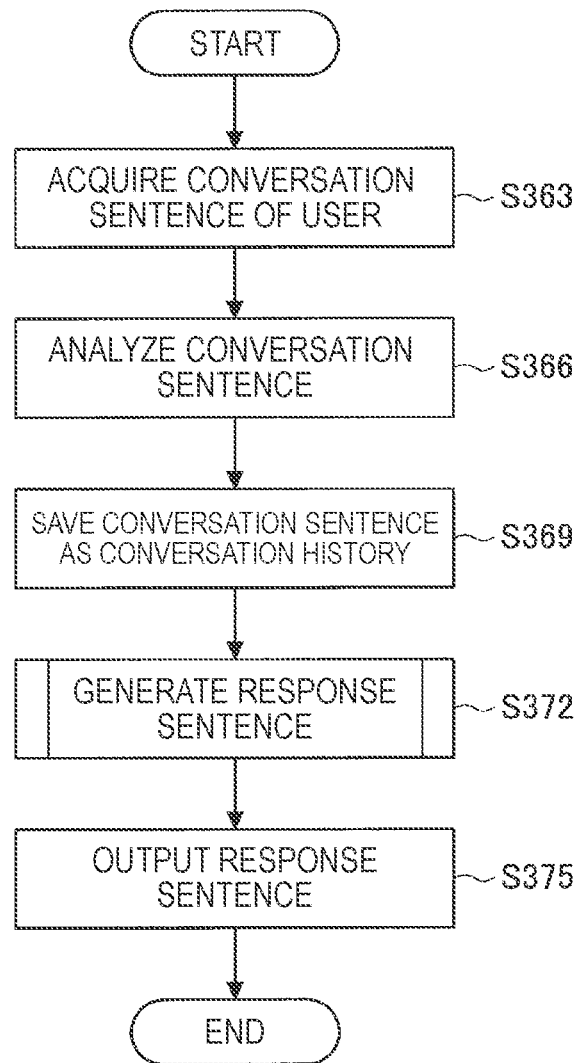 START
ACQUIRE CONVERSATION
SENTENCE OF USER
S363
ANALYZE CONVERSATION
SENTENCE
S366
SAVE CONVERSATION SENTENCE
AS CONVERSATION HISTORY
S369
GENERATE RESPONSE
SENTENCE
S372
OUTPUT RESPONSE
SENTENCE
S375
END